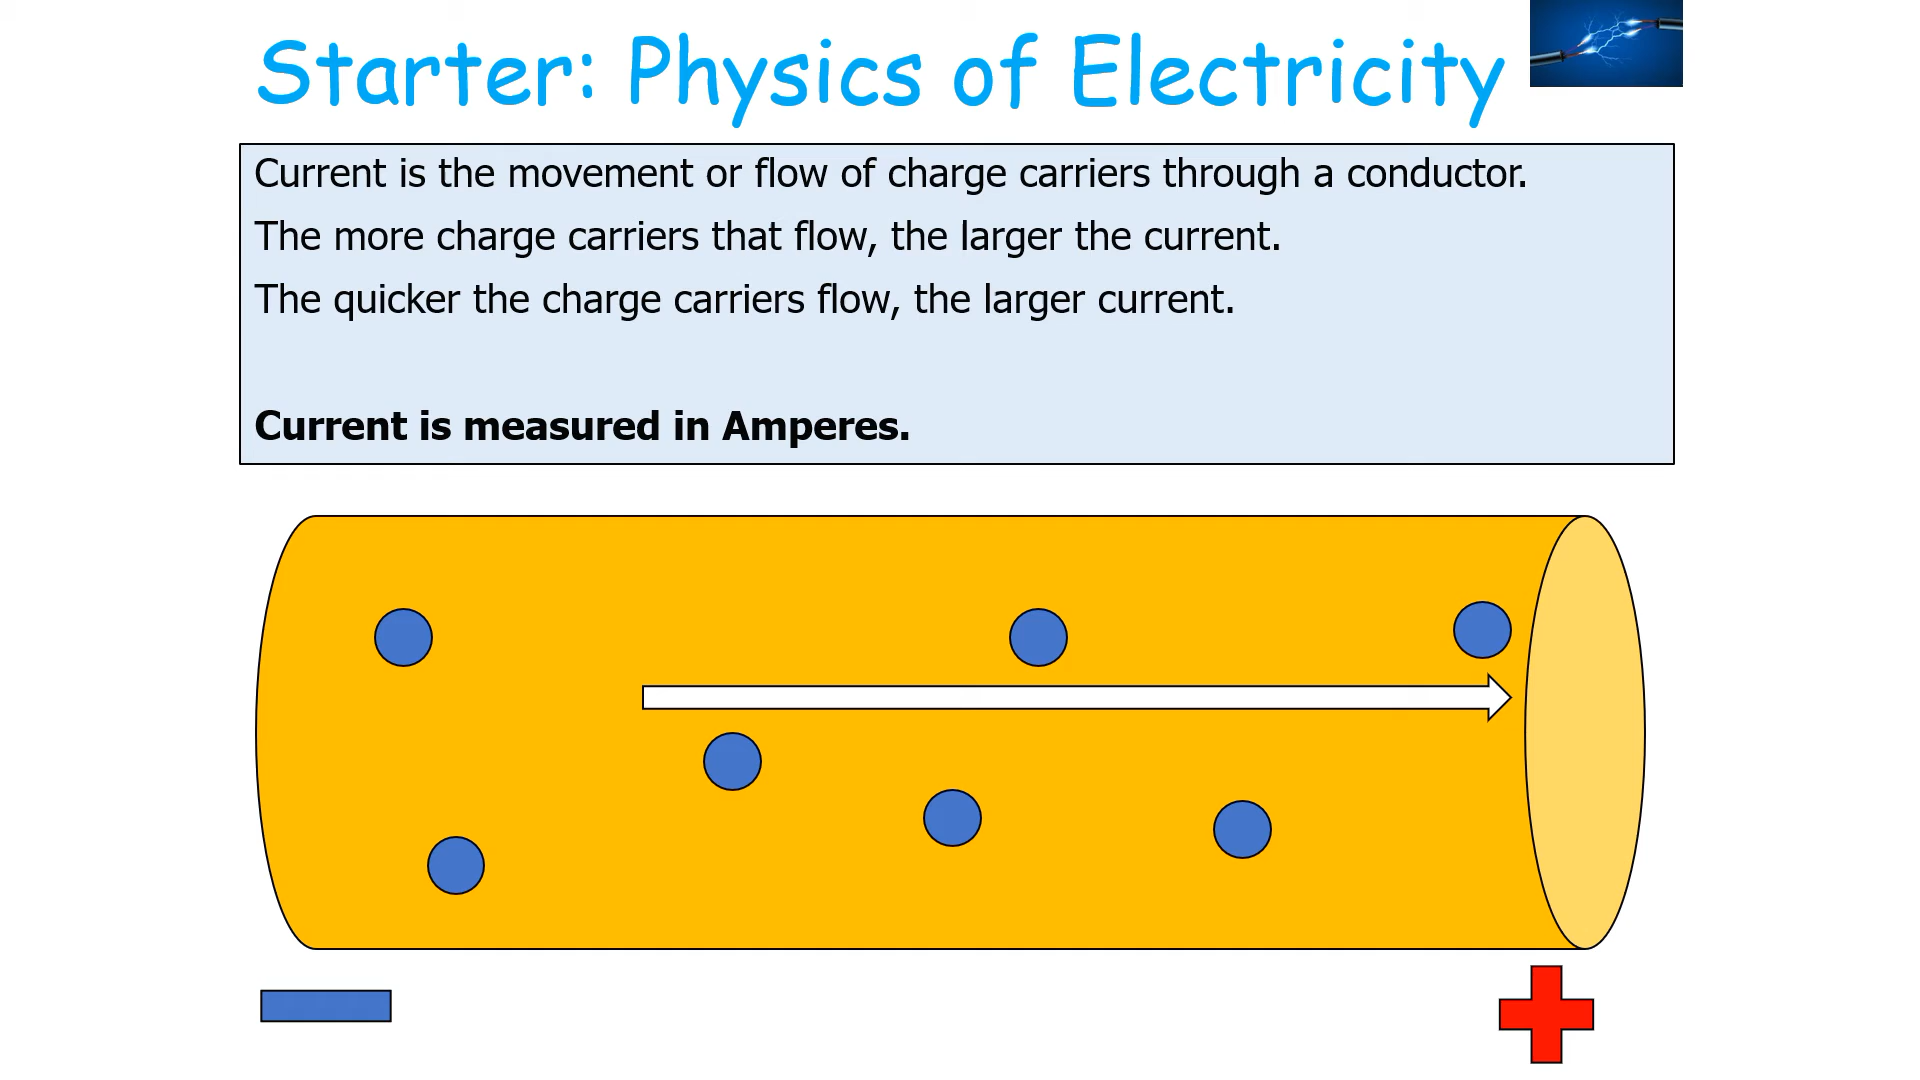 Starter: Physics of Electricity
Current is the movement or flow of charge carriers through a conductor.
The more charge carriers that flow, the larger the current.
The quicker the charge carriers flow, the larger current.
Current is measured in Amperes.